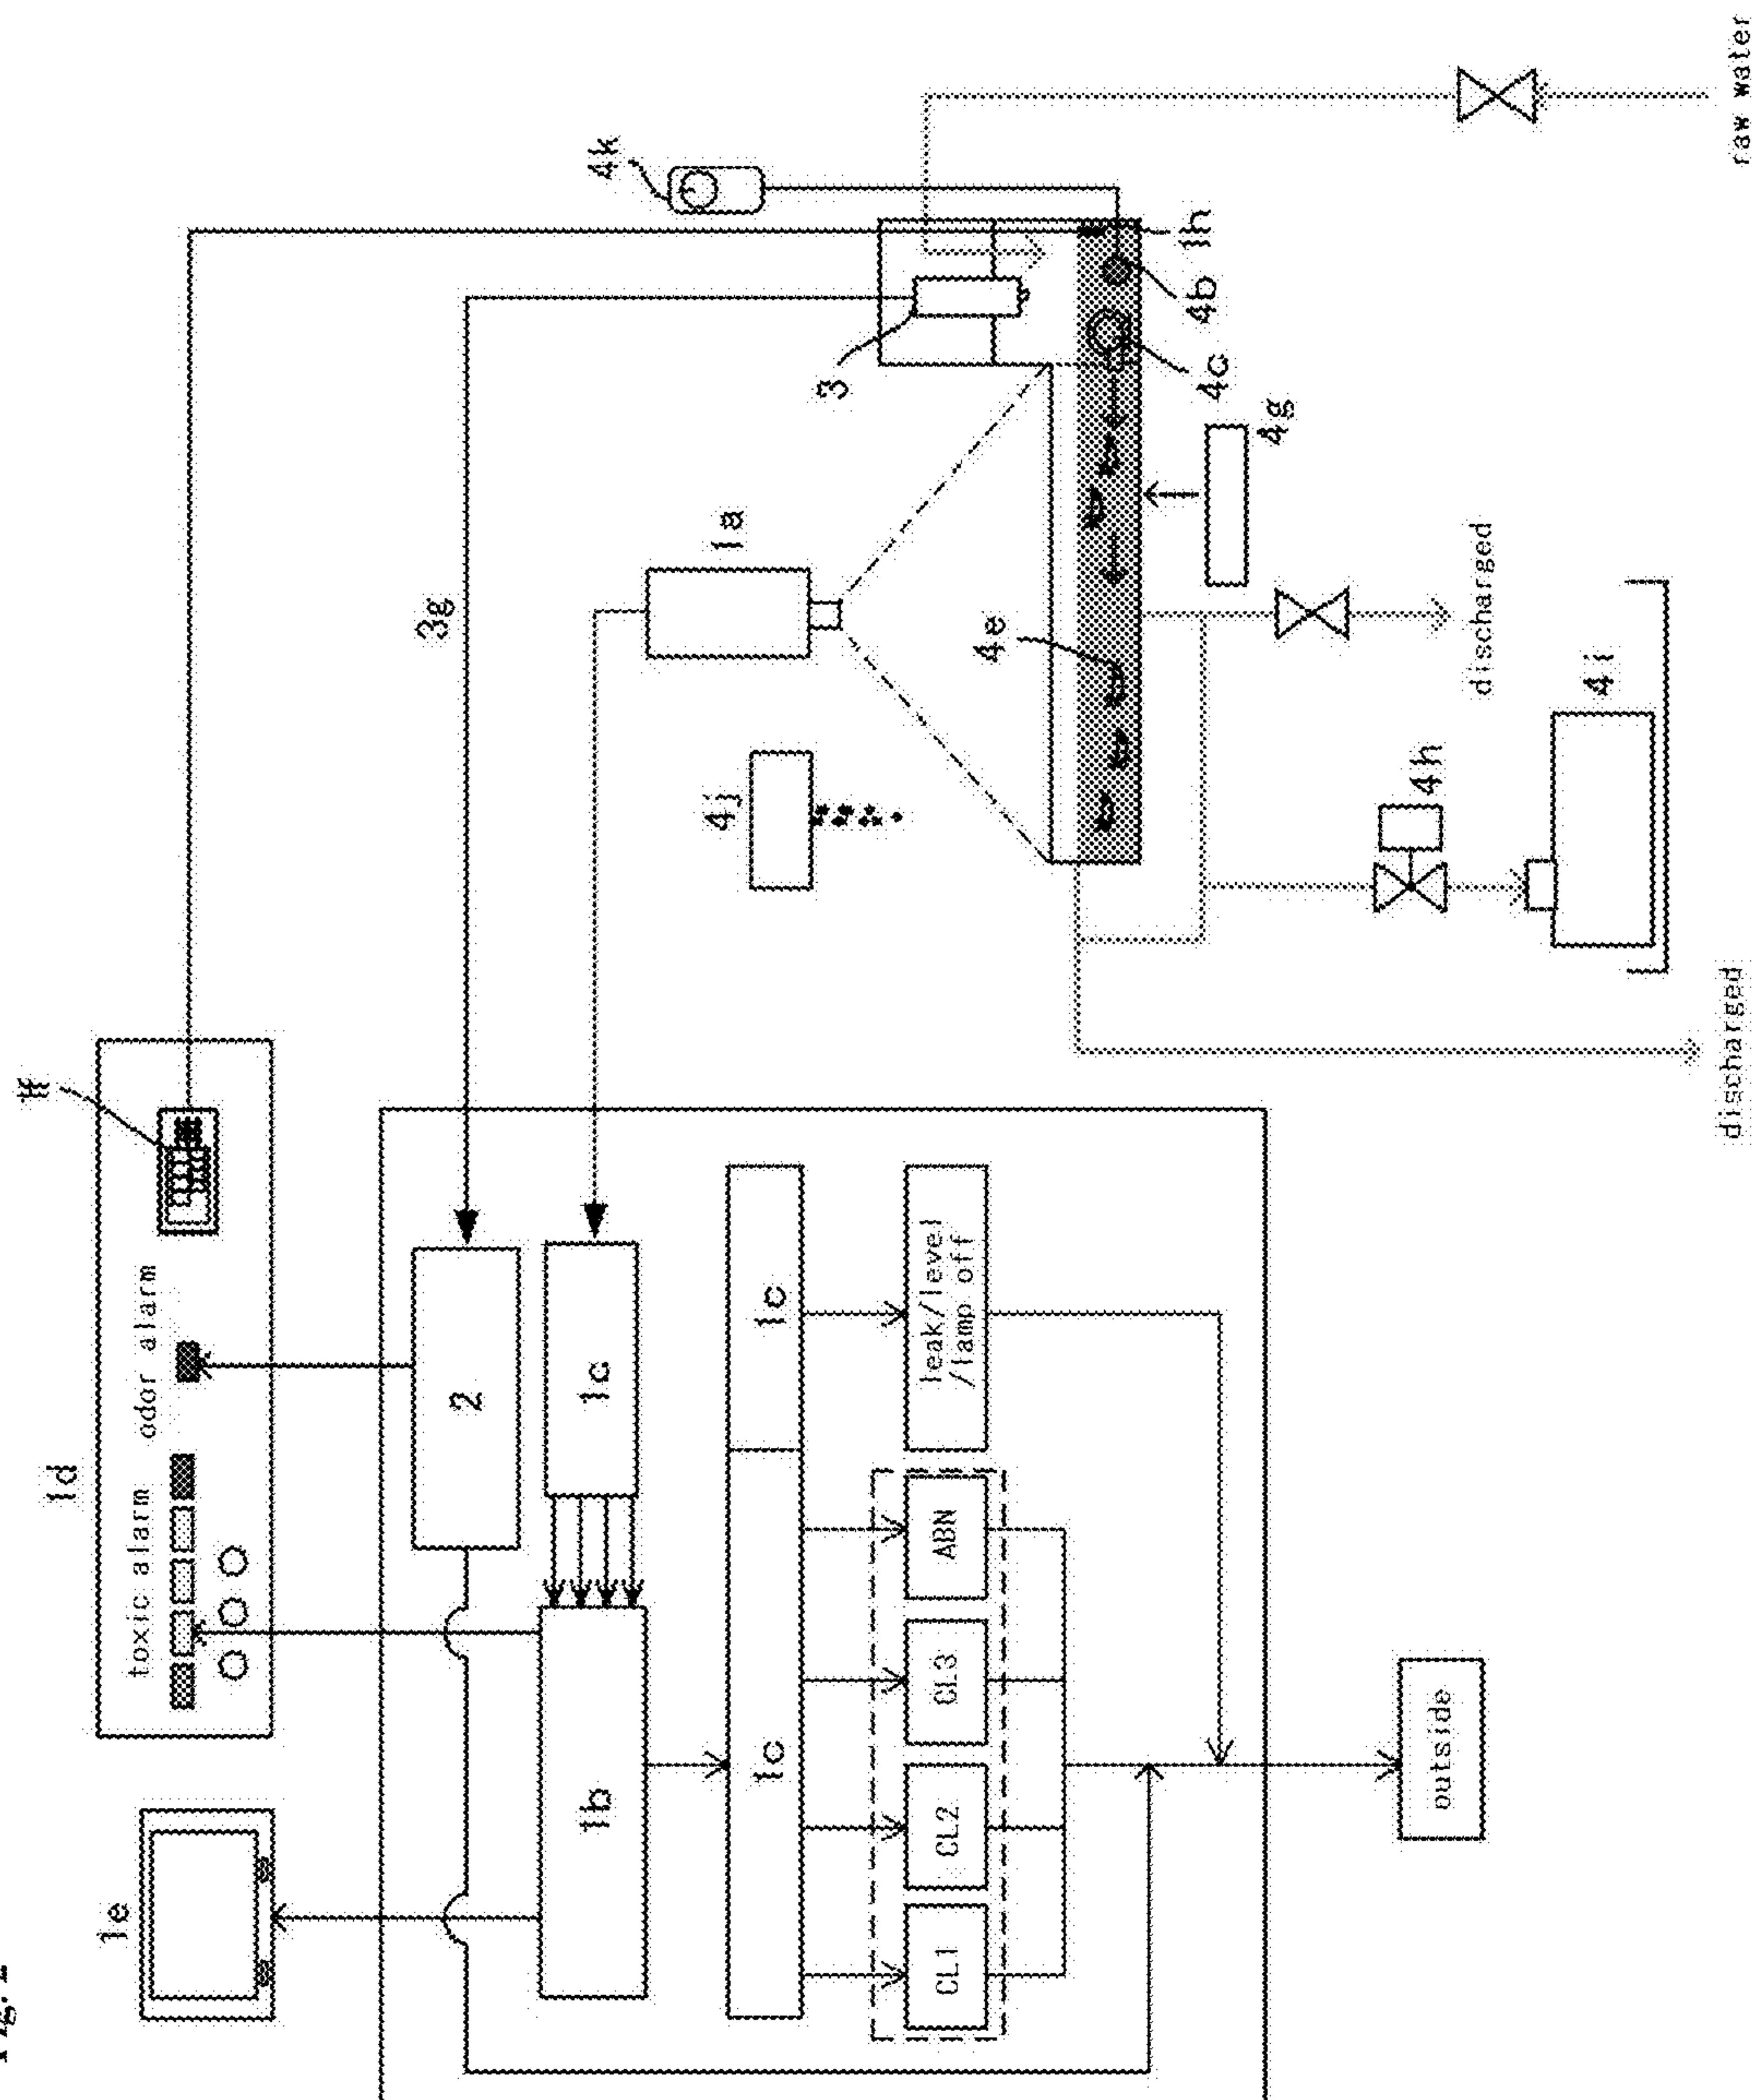 Fig.
1f
1d
1e
toxic alarm odor alarm
3g
2
1c
1b
4k
1a
4j
3
1c
1c
leak/level
/lamp off
CL1
CL2
CL3
ABN
4e
1h
4b
4c
4g
4h
outside
discharged
4i
discharged
raw water